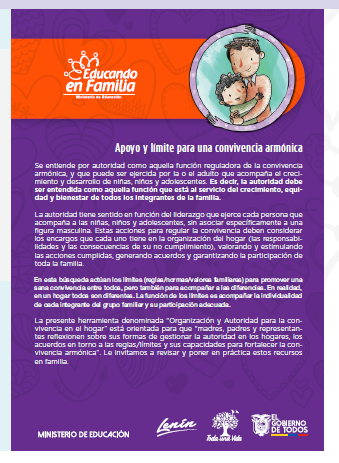 Educando
en Familia
Ministerio de Educación
Apoyo y límite para una convivencia armónica
Se entiende por autoridad como aquella función reguladora de la convivencia
armónica, y que puede ser ejercida por la o el adulto que acompaña el creci-
miento y desarrollo de niñas, niños y adolescentes. Es decir, la autoridad debe
ser entendida como aquella función que está al servicio del crecimiento, equi-
dad y bienestar de todos los integrantes de la familia.
La autoridad tiene sentido en función del liderazgo que ejerce cada persona que
acompaña a las niñas, niños y adolescentes, sin asociar específicamente a una
figura masculina. Estas acciones para regular la convivencia deben considerar
los encargos que cada uno tiene en la organización del hogar (las responsabi-
lidades y las consecuencias de su no cumplimiento), valorando y estimulando
las acciones cumplidas, generando acuerdos y garantizando la participación de
toda la familia.
En esta búsqueda actúan los límites (reglas/normas/valores familiares) para promover una
sana convivencia entre todos, pero también para acompañar a las diferencias. En realidad,
en un hogar todos son diferentes. La función de los límites es acompañar la individualidad
de cada integrante del grupo familiar y su participación adecuada.
La presente herramienta denominada "Organización y Autoridad para la con-
vivencia en el hogar" está orientada para que "madres, padres y representan-
tes reflexionen sobre sus formas de gestionar la autoridad en los hogares, los
acuerdos en torno a las reglas/límites y sus capacidades para fortalecer la con-
vivencia armónica". Le invitamos a revisar y poner en práctica estos recursos
en familia.
MINISTERIO DE EDUCACIÓN
Lenín
Toda una Vida
EL
GOBIERNO
DE TODOS